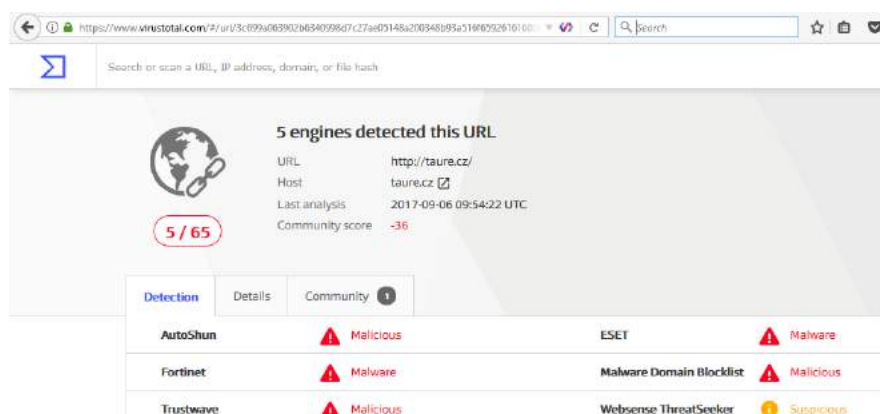 https://www.virustotal.com/#/url/
Search
Search or scan a URL, IP address, domain, or file hash
5 engines detected this URL
URL http://taure.cz/
Host taure.cz
Last analysis 2017-09-06 09:54:22 UTC
Community score -36
5 / 65
Detection Details Community 1
AutoShun Malicious ESET Malware
Fortinet Malware Malware Domain Blocklist Malicious
Trustwave Malicious Websense ThreatSeeker Suspicious